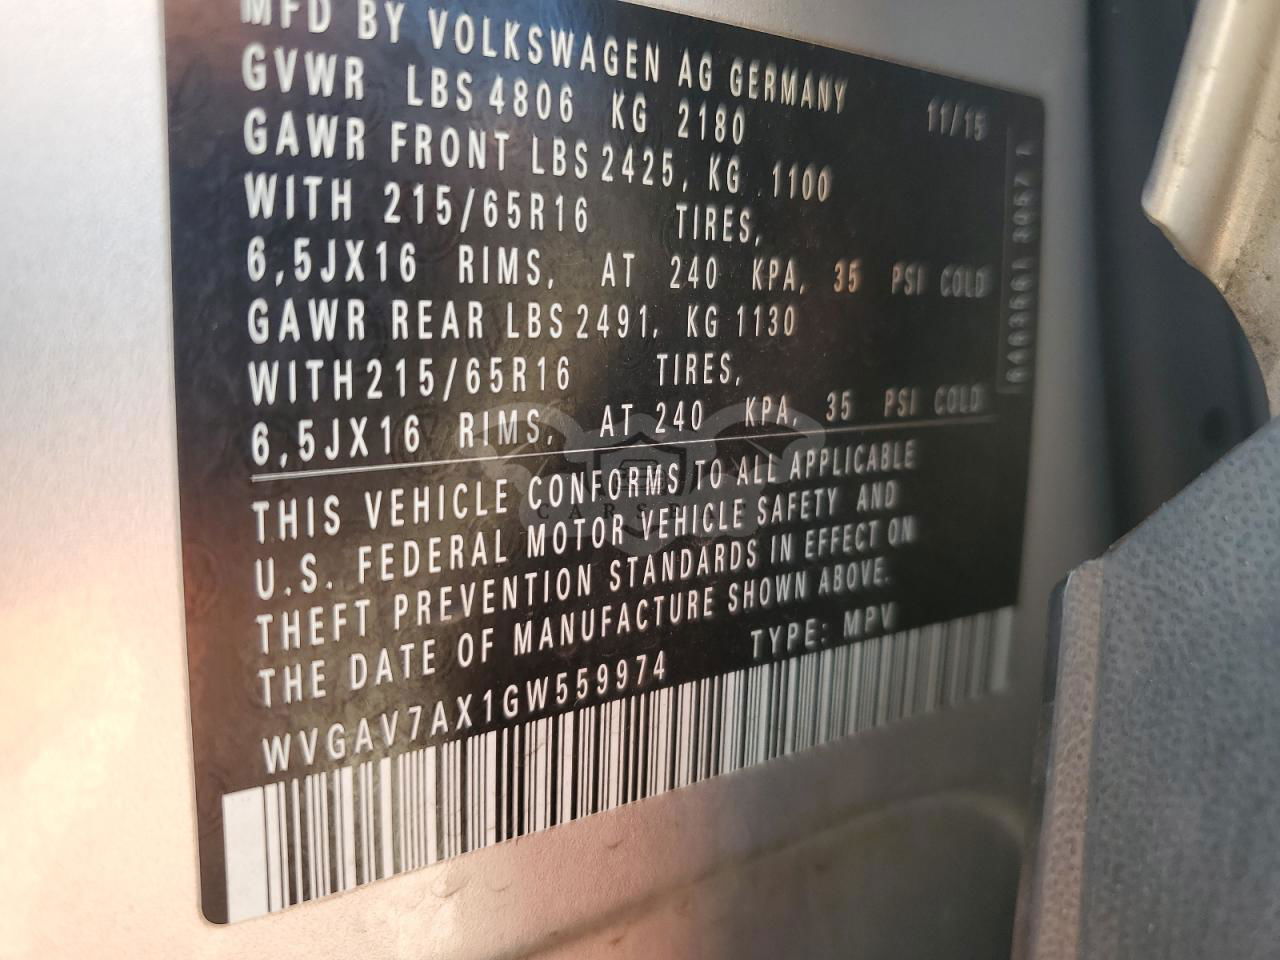 MFD BY VOLKSWAGEN AG GERMANY 11/15
GVWR LBS 4806 KG 2180
GAWR FRONT LBS 2425, KG 1100
WITH 215/65R16 TIRES,
6,5JX16 RIMS, AT 240 KPA, 35 PSI COLD
GAWR REAR LBS 2491, KG 1130
WITH 215/65R16 TIRES,
6,5JX16 RIMS, AT 240 KPA, 35 PSI COLD
THIS VEHICLE CONFORMS TO ALL APPLICABLE
U.S. FEDERAL MOTOR VEHICLE SAFETY AND
THEFT PREVENTION STANDARDS IN EFFECT ON
THE DATE OF MANUFACTURE SHOWN ABOVE.
WVGAV7AX1GW559974 TYPE: MPV